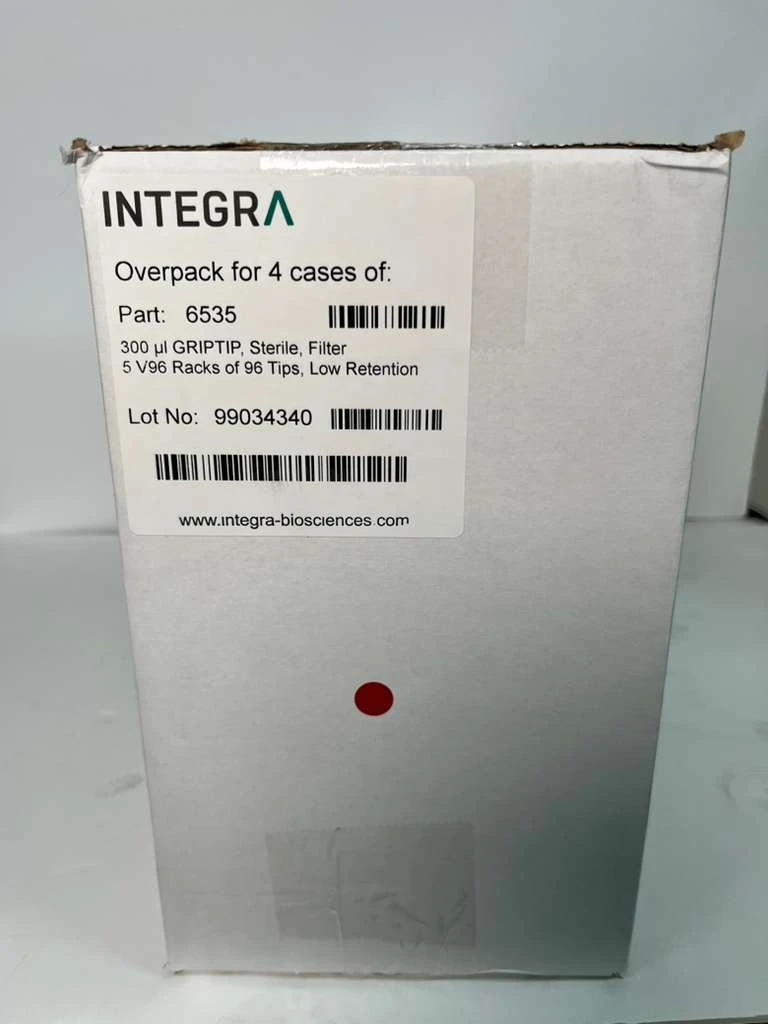 INTEGRA
Overpack for 4 cases of:
Part: 6535
300 µl GRIPTIP, Sterile, Filter
5 V96 Racks of 96 Tips, Low Retention
Lot No: 99034340
www.integra-biosciences.com